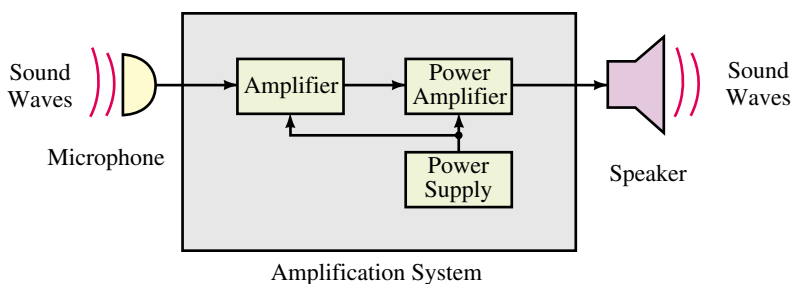 Sound
Waves
Microphone
Amplifier
Power
Amplifier
Power
Supply
Speaker
Sound
Waves
Amplification System